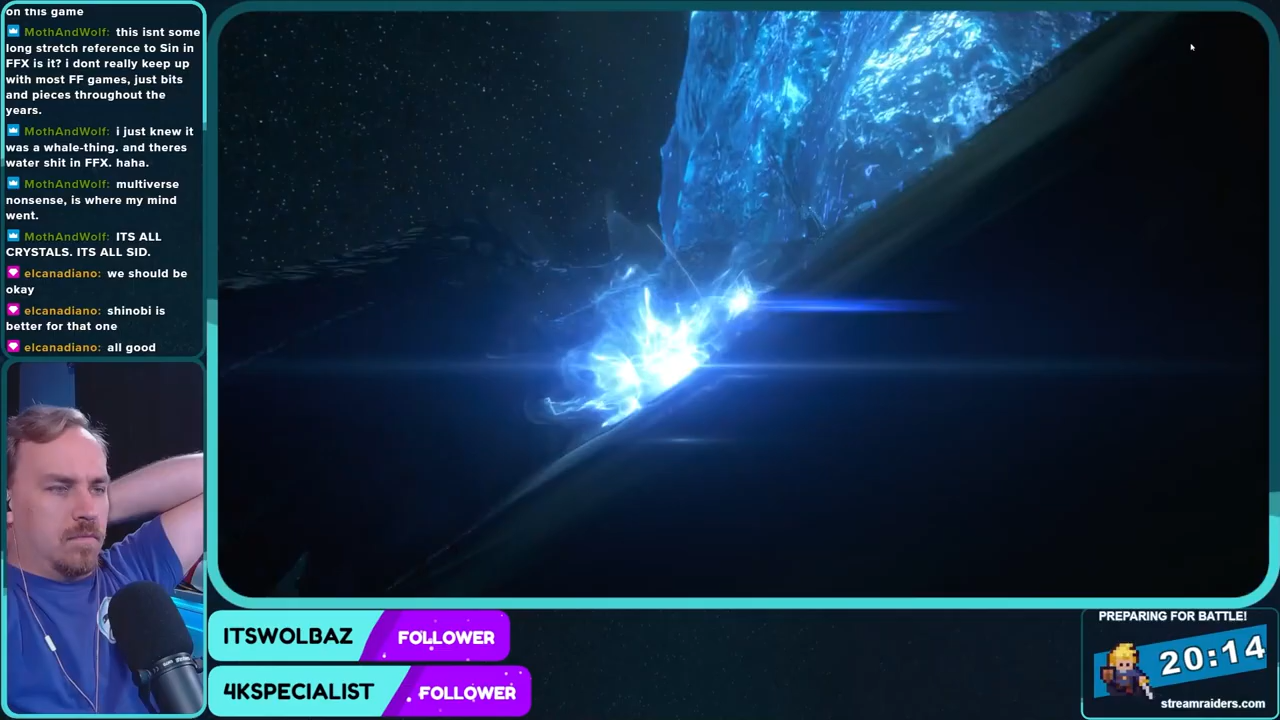 on this game
MothAndWolf: this isnt some
long stretch reference to Sin in
FFX is it? i dont really keep up
with most FF games, just bits
and pieces throughout the
years.
MothAndWolf: i just knew it
was a whale-thing. and theres
water shit in FFX. haha.
MothAndWolf: multiverse
nonsense, is where my mind
went.
MothAndWolf: ITS ALL
CRYSTALS. ITS ALL SID.
elcanadiano: we should be
okay
elcanadiano: shinobi is
better for that one
elcanadiano: all good
ITSWOLBAZ FOLLOWER
4KSPECIALIST FOLLOWER
PREPARING FOR BATTLE!
20:14
streamraiders.com